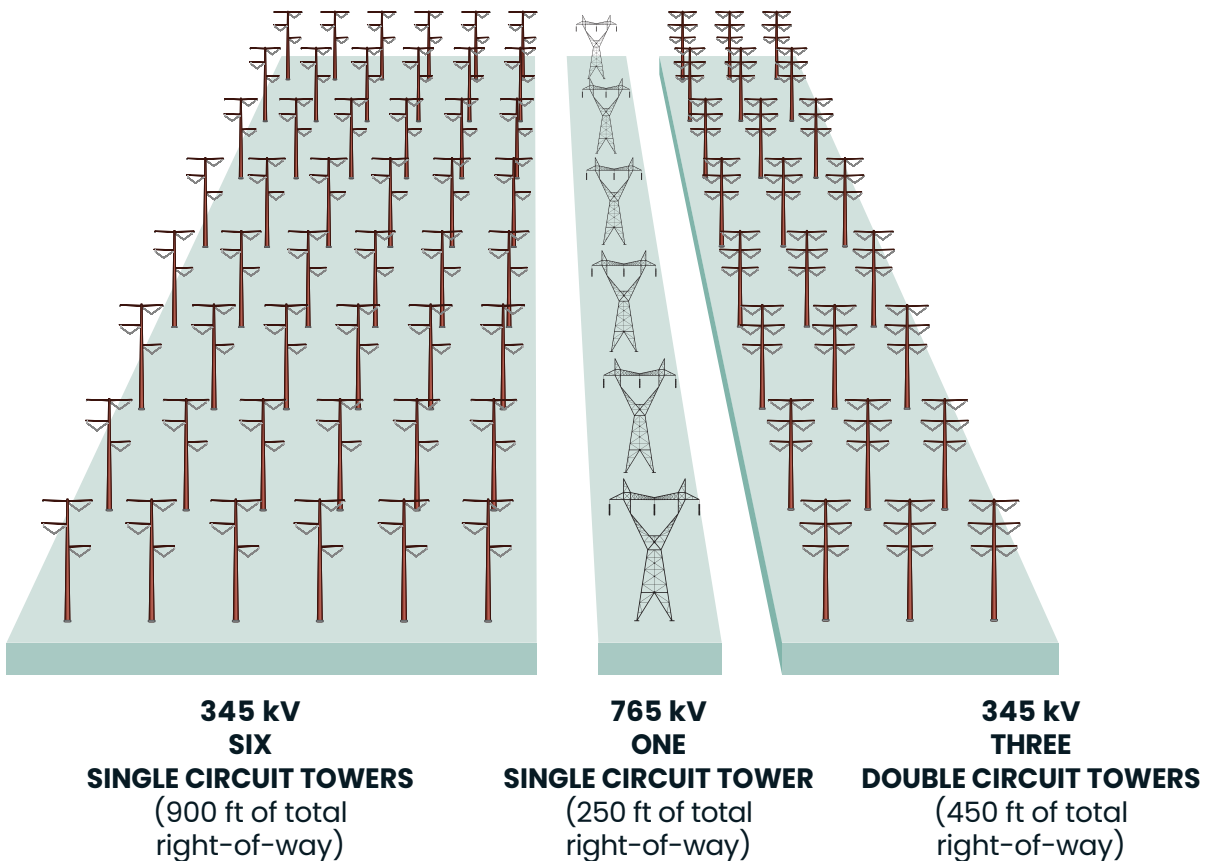 345 kV
SIX
SINGLE CIRCUIT TOWERS
(900 ft of total
right-of-way)
765 kV
ONE
SINGLE CIRCUIT TOWER
(250 ft of total
right-of-way)
345 kV
THREE
DOUBLE CIRCUIT TOWERS
(450 ft of total
right-of-way)